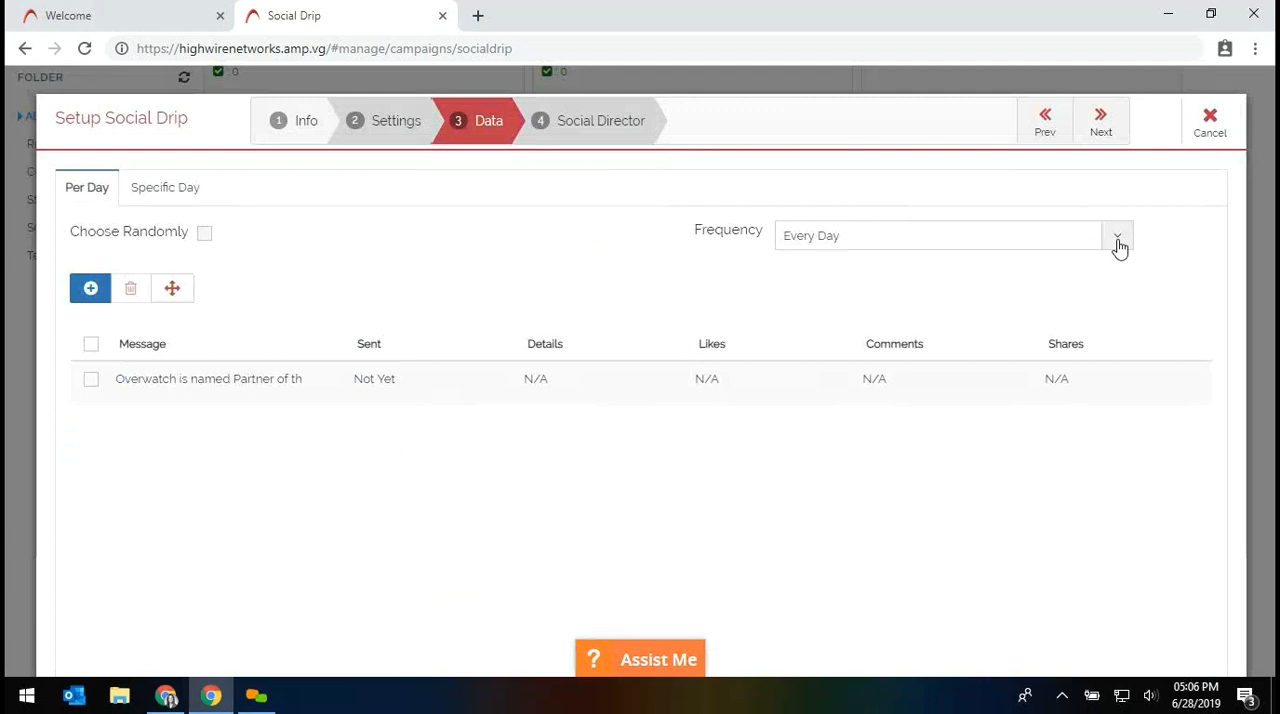 Welcome
Social Drip
https://highwirenetworks.amp.vg/#manage/campaigns/socialdrip
FOLDER
0
0
Setup Social Drip
1 Info
2 Settings
3 Data
4 Social Director
Prev
Next
Cancel
Per Day
Specific Day
Choose Randomly
Frequency
Every Day
Message Sent Details Likes Comments Shares
Overwatch is named Partner of th Not Yet N/A N/A N/A N/A
? Assist Me
05:06 PM
6/28/2019
3